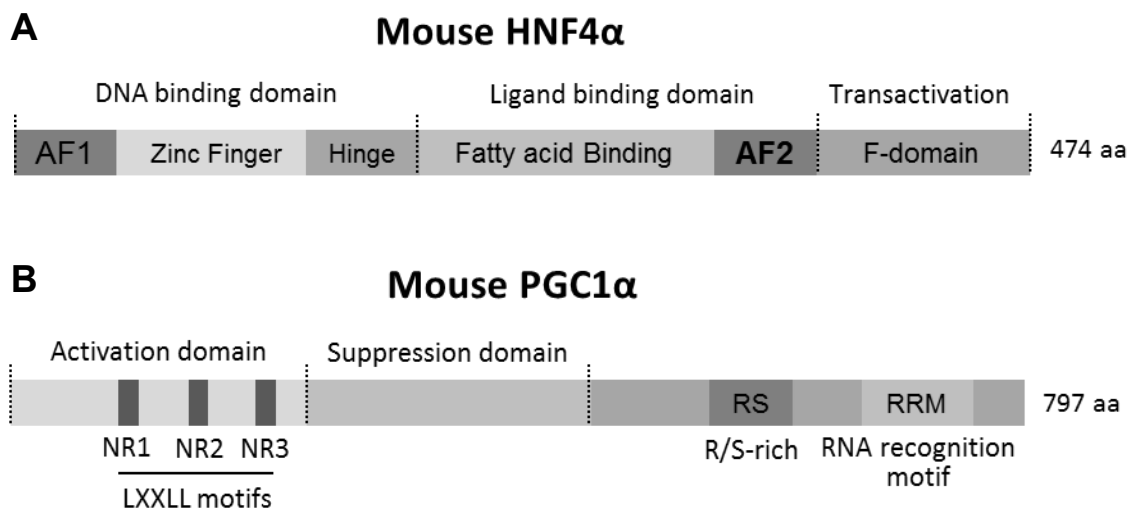 A
Mouse HNF4α
DNA binding domain
Ligand binding domain
Transactivation
AF1
Zinc Finger
Hinge
Fatty acid Binding
AF2
F-domain
474 aa
B
Mouse PGC1α
Activation domain
Suppression domain
RS
RRM
797 aa
NR1
NR2
NR3
R/S-rich
RNA recognition
motif
LXXLL motifs